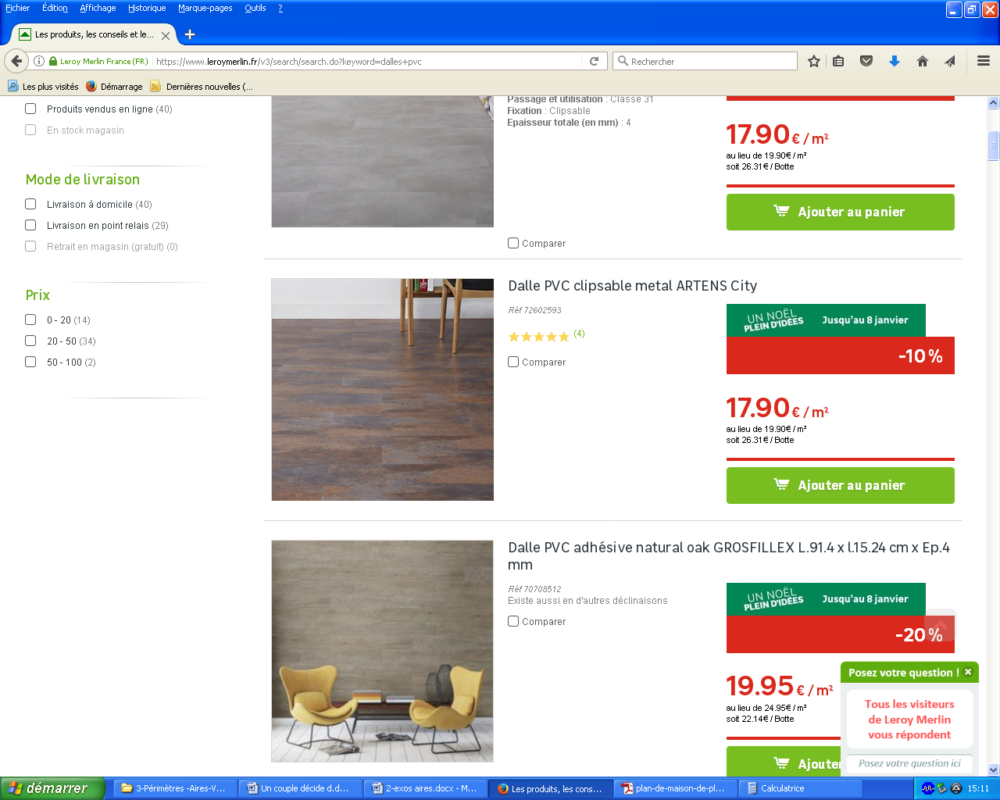 Fichier Édition Affichage Historique Marque-pages Outils ?
Les produits, les conseils et le...
Leroy Merlin France (FR)
https://www.leroymerlin.fr/v3/search/search.do?keyword=dalles+pvc
Rechercher
Les plus visités Démarrage Dernières nouvelles (...
Produits vendus en ligne (40)
En stock magasin
Mode de livraison
Livraison à domicile (40)
Livraison en point relais (29)
Retrait en magasin (gratuit) (0)
Prix
0 - 20 (14)
20 - 50 (34)
50 - 100 (2)
Passage et utilisation : Classe 31
Fixation : Clipsable
Epaisseur totale (en mm) : 4
Comparer
17.90 € / m²
au lieu de 19.90€ / m²
soit 26.31€ / Botte
Ajouter au panier
Dalle PVC clipsable metal ARTENS City
Réf 72602593
(4)
Comparer
UN NOËL
PLEIN D'IDÉES
Jusqu'au 8 janvier
-10 %
17.90 € / m²
au lieu de 19.90€ / m²
soit 26.31€ / Botte
Ajouter au panier
Dalle PVC adhésive natural oak GROSFILLEX L.91.4 x l.15.24 cm x Ep.4
mm
Réf 70708512
Existe aussi en d'autres déclinaisons
Comparer
UN NOËL
PLEIN D'IDÉES
Jusqu'au 8 janvier
-20 %
19.95 € / m²
au lieu de 24.95€ / m²
soit 22.14€ / Botte
Ajouter
Posez votre question !
Tous les visiteurs
de Leroy Merlin
vous répondent
Posez votre question ici
démarrer
3-Périmètres -Aires-V...
Un couple décide d.d...
2-exos aires.docx - M...
Les produits, les cons...
plan-de-maison-de-pl...
Calculatrice
15:11